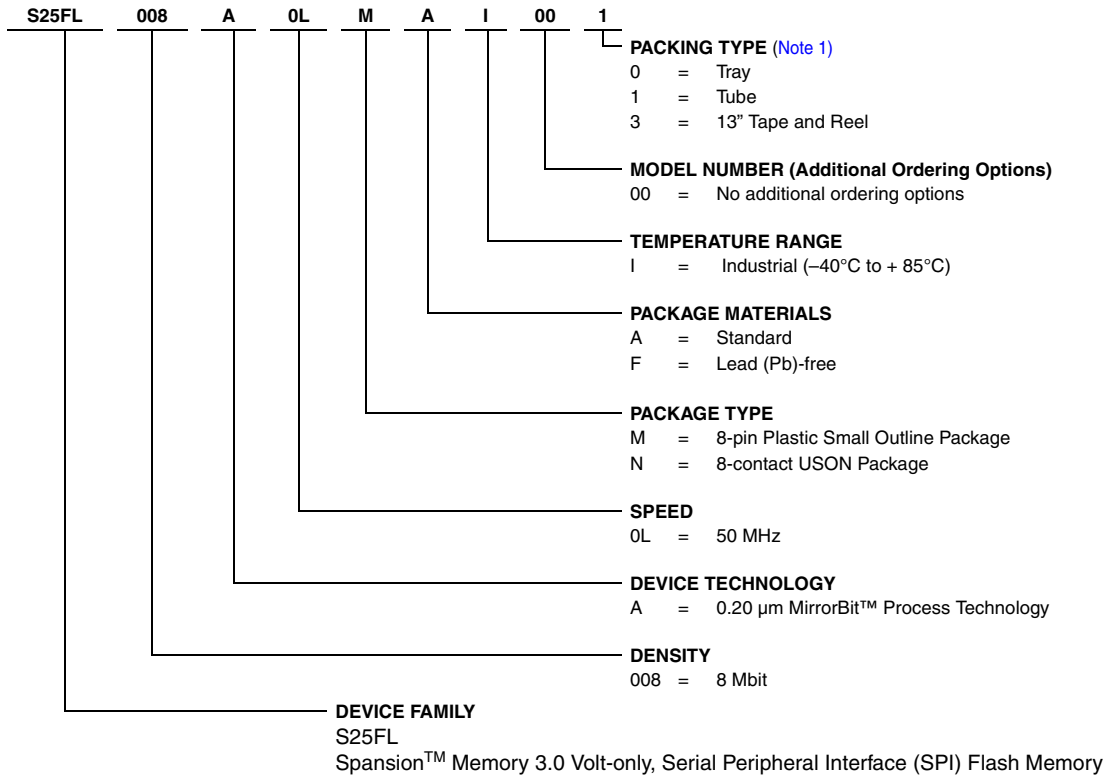 S25FL 008 A 0L M A I 00 1
PACKING TYPE (Note 1)
0 = Tray
1 = Tube
3 = 13” Tape and Reel
MODEL NUMBER (Additional Ordering Options)
00 = No additional ordering options
TEMPERATURE RANGE
I = Industrial (–40°C to + 85°C)
PACKAGE MATERIALS
A = Standard
F = Lead (Pb)-free
PACKAGE TYPE
M = 8-pin Plastic Small Outline Package
N = 8-contact USON Package
SPEED
0L = 50 MHz
DEVICE TECHNOLOGY
A = 0.20 µm MirrorBit™ Process Technology
DENSITY
008 = 8 Mbit
DEVICE FAMILY
S25FL
Spansion™ Memory 3.0 Volt-only, Serial Peripheral Interface (SPI) Flash Memory